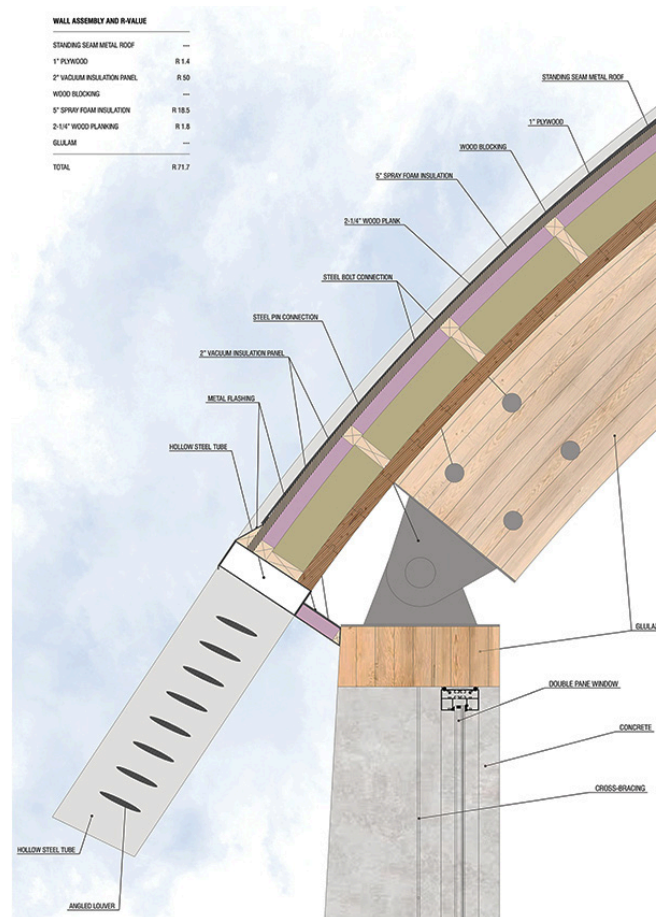 WALL ASSEMBLY AND R-VALUE
STANDING SEAM METAL ROOF ---
1" PLYWOOD R 1.4
2" VACUUM INSULATION PANEL R 50
WOOD BLOCKING ---
5" SPRAY FOAM INSULATION R 18.5
2-1/4" WOOD PLANKING R 1.8
GLULAM ---
TOTAL R 71.7
STANDING SEAM METAL ROOF
1" PLYWOOD
WOOD BLOCKING
5" SPRAY FOAM INSULATION
2-1/4" WOOD PLANK
STEEL BOLT CONNECTION
STEEL PIN CONNECTION
2" VACUUM INSULATION PANEL
METAL FLASHING
HOLLOW STEEL TUBE
GLULAM
DOUBLE PANE WINDOW
CONCRETE
CROSS-BRACING
HOLLOW STEEL TUBE
ANGLED LOUVER